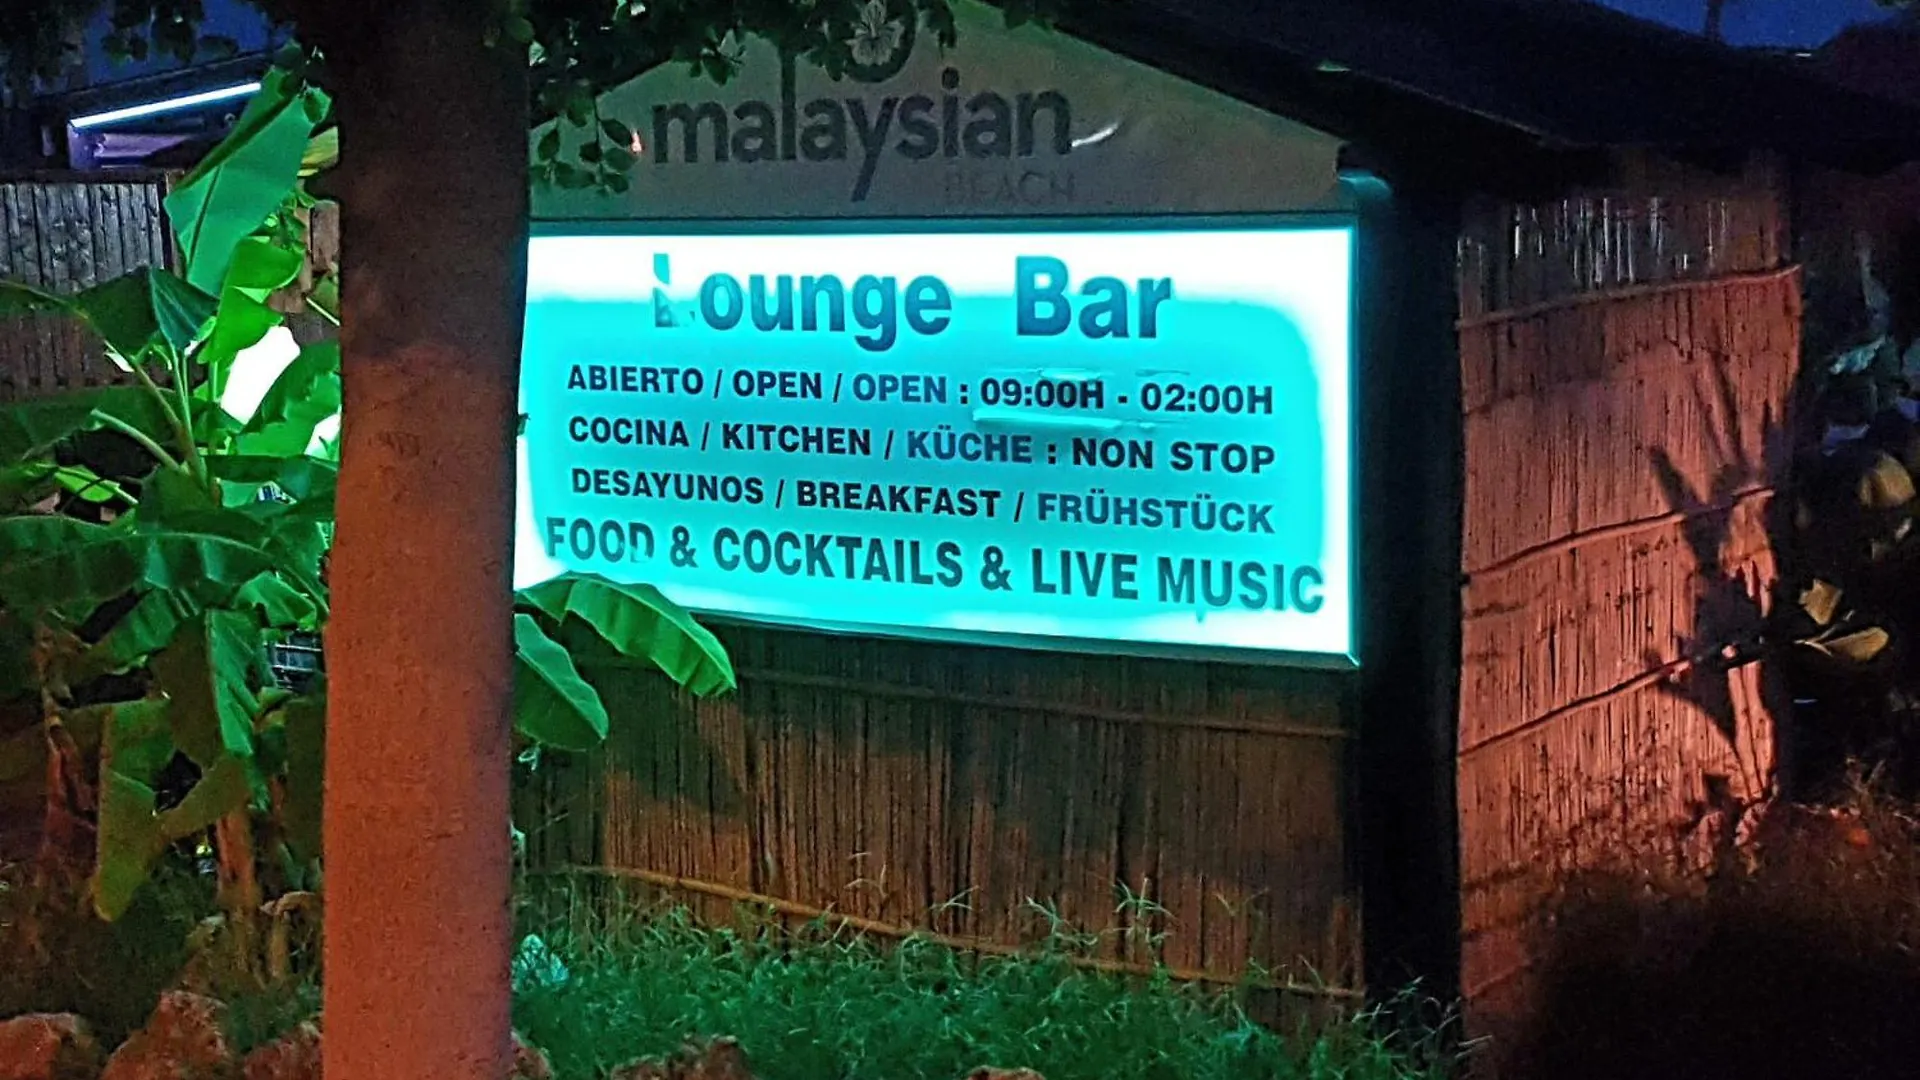 malaysian
BEACH
Lounge Bar
ABIERTO / OPEN / OPEN : 09:00H - 02:00H
COCINA / KITCHEN / KÜCHE : NON STOP
DESAYUNOS / BREAKFAST / FRÜHSTÜCK
FOOD & COCKTAILS & LIVE MUSIC